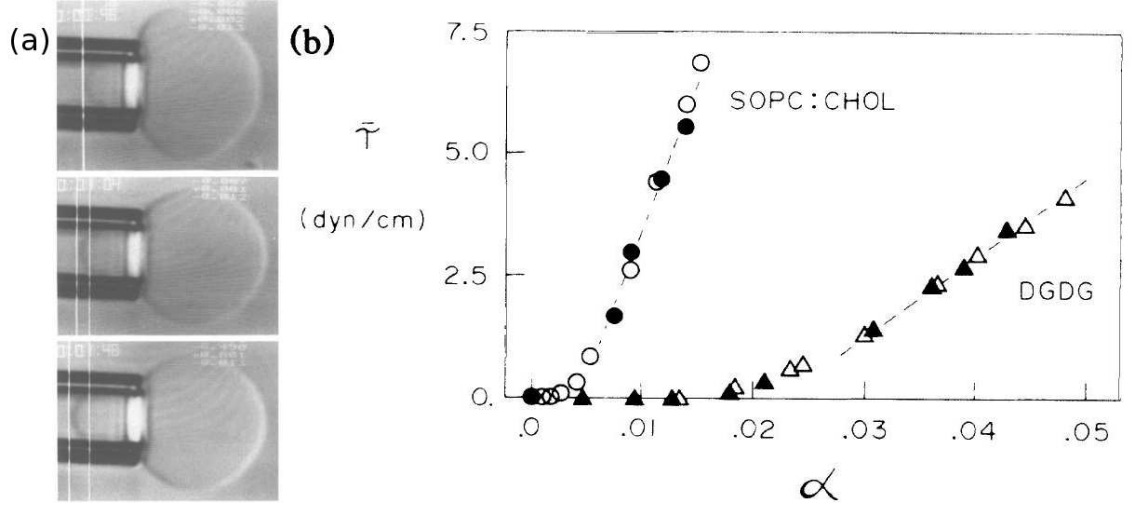 (a)
(b)
7.5
5.0
2.5
0.
τ̄
(dyn/cm)
SOPC:CHOL
DGDG
.0
.01
.02
.03
.04
.05
α